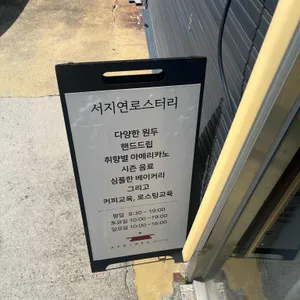 서지연로스터리
다양한 원두
핸드드립
취향별 아메리카노
시즌 음료
심플한 베이커리
그리고
커피교육, 로스팅교육
평일 8:30~19:00
토요일 10:00~19:00
일요일 10:00~18:00